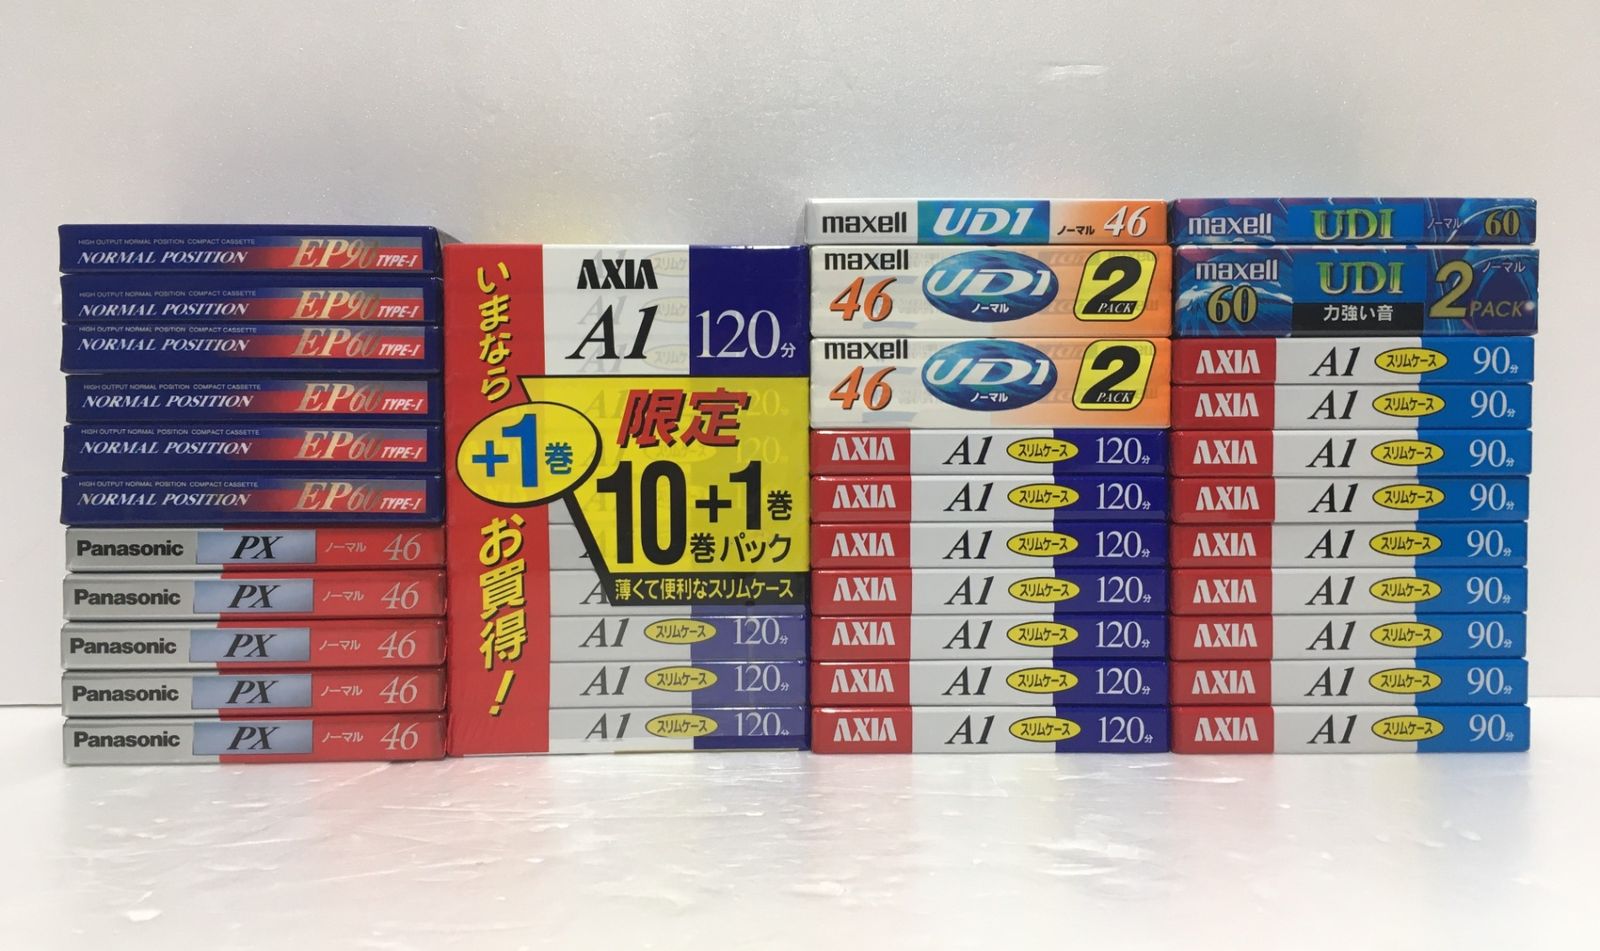 HIGH OUTPUT NORMAL POSITION COMPACT CASSETTE
NORMAL POSITION EP90 TYPE-I
HIGH OUTPUT NORMAL POSITION COMPACT CASSETTE
NORMAL POSITION EP90 TYPE-I
HIGH OUTPUT NORMAL POSITION COMPACT CASSETTE
NORMAL POSITION EP60 TYPE-I
HIGH OUTPUT NORMAL POSITION COMPACT CASSETTE
NORMAL POSITION EP60 TYPE-I
HIGH OUTPUT NORMAL POSITION COMPACT CASSETTE
NORMAL POSITION EP60 TYPE-I
HIGH OUTPUT NORMAL POSITION COMPACT CASSETTE
NORMAL POSITION EP60 TYPE-I
Panasonic PX ノーマル 46
Panasonic PX ノーマル 46
Panasonic PX ノーマル 46
Panasonic PX ノーマル 46
Panasonic PX ノーマル 46
いまなら
+1巻
お買得!
AXIA
A1 120分
限定
10巻+1巻
パック
薄くて便利なスリムケース
A1 スリムケース 120分
A1 スリムケース 120分
A1 スリムケース 120分
maxell UD1 ノーマル 46
maxell
46 UD1 ノーマル 2 PACK
maxell
46 UD1 ノーマル 2 PACK
AXIA A1 スリムケース 120分
AXIA A1 スリムケース 120分
AXIA A1 スリムケース 120分
AXIA A1 スリムケース 120分
AXIA A1 スリムケース 120分
AXIA A1 スリムケース 120分
AXIA A1 スリムケース 120分
maxell UD1 ノーマル 60
maxell UD1 ノーマル
60 力強い音 2 PACK
AXIA A1 スリムケース 90分
AXIA A1 スリムケース 90分
AXIA A1 スリムケース 90分
AXIA A1 スリムケース 90分
AXIA A1 スリムケース 90分
AXIA A1 スリムケース 90分
AXIA A1 スリムケース 90分
AXIA A1 スリムケース 90分
AXIA A1 スリムケース 90分